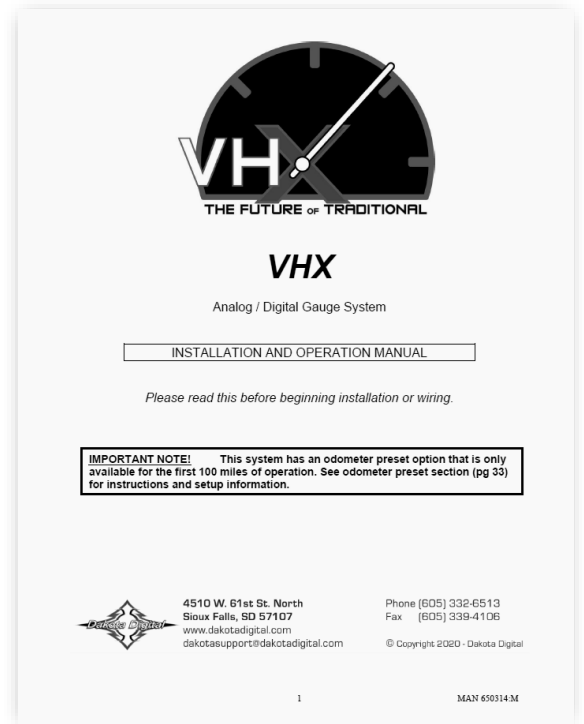 VHX
THE FUTURE OF TRADITIONAL
VHX
Analog / Digital Gauge System
INSTALLATION AND OPERATION MANUAL
Please read this before beginning installation or wiring.
IMPORTANT NOTE! This system has an odometer preset option that is only
available for the first 100 miles of operation. See odometer preset section (pg 33)
for instructions and setup information.
Dakota Digital
4510 W. 61st St. North
Sioux Falls, SD 57107
www.dakotadigital.com
dakotasupport@dakotadigital.com
Phone (605) 332-6513
Fax (605) 339-4106
© Copyright 2020 - Dakota Digital
1
MAN 650314:M